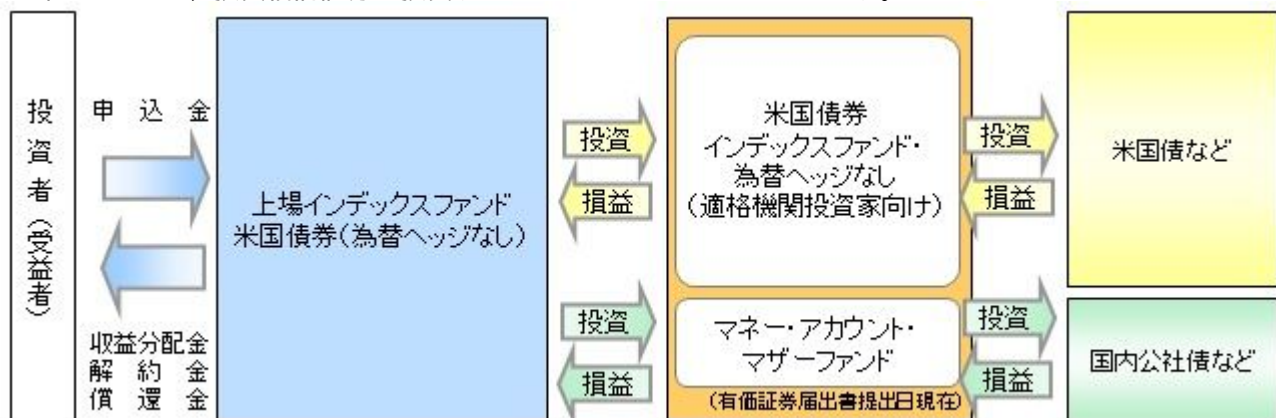 投資者(受益者)
申込金
収益分配金
解約金
償還金
上場インデックスファンド
米国債券(為替ヘッジなし)
投資
損益
投資
損益
米国債券
インデックスファンド・
為替ヘッジなし
(適格機関投資家向け)
マネー・アカウント・
マザーファンド
(有価証券届出書提出日現在)
投資
損益
投資
損益
米国債など
国内公社債など